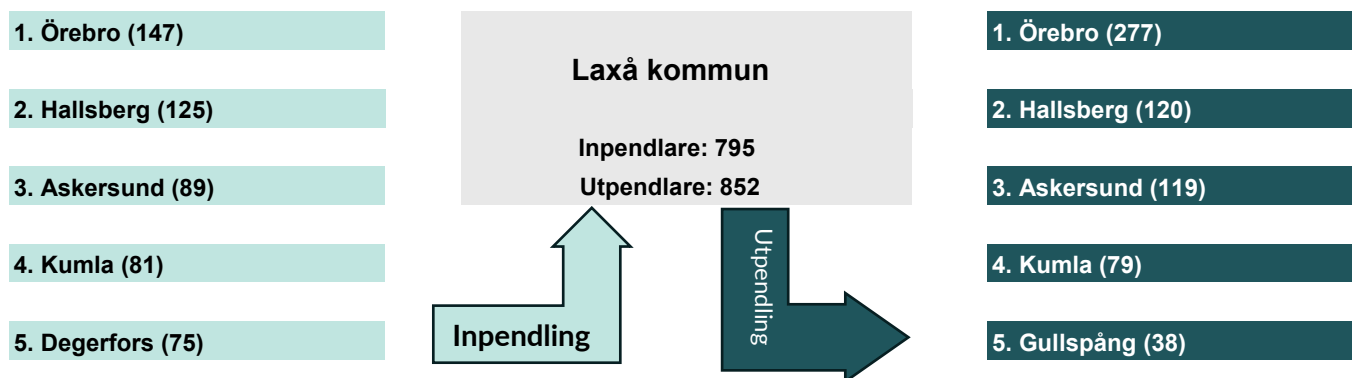 1. Örebro (147)
2. Hallsberg (125)
3. Askersund (89)
4. Kumla (81)
5. Degerfors (75)
Laxå kommun
Inpendlare: 795
Utpendlare: 852
Inpendling
Utpendling
1. Örebro (277)
2. Hallsberg (120)
3. Askersund (119)
4. Kumla (79)
5. Gullspång (38)